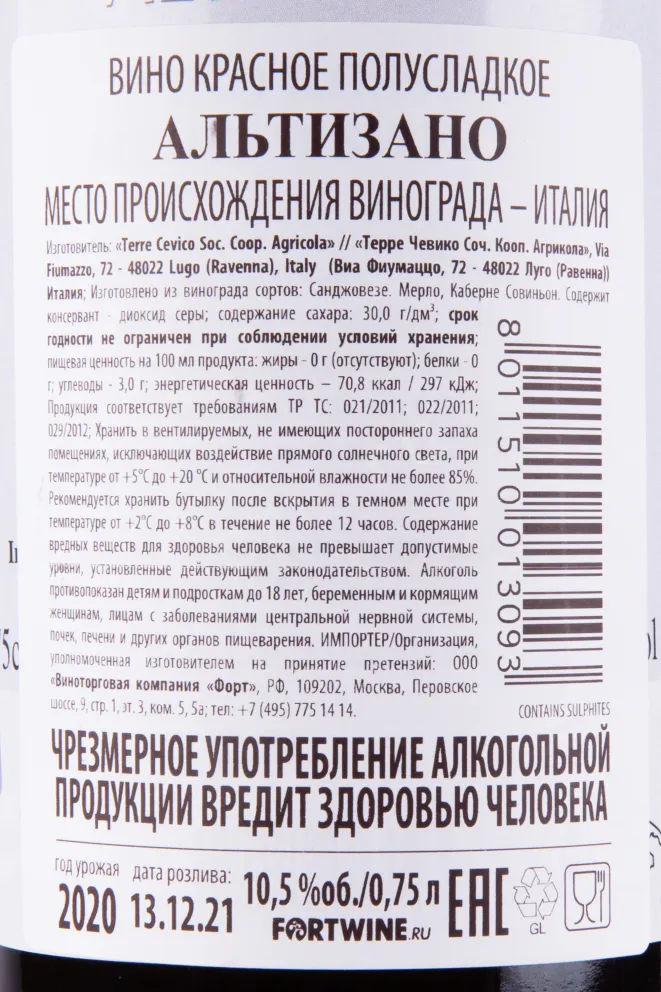 ВИНО КРАСНОЕ ПОЛУСЛАДКОЕ
АЛЬТИЗАНО
МЕСТО ПРОИСХОЖДЕНИЯ ВИНОГРАДА – ИТАЛИЯ
Изготовитель: «Terre Cevico Soc. Coop. Agricola» // «Терре Чевико Соч. Кооп. Агрикола», Via
Fiumazzo, 72 - 48022 Lugo (Ravenna), Italy (Виа Фиумаццо, 72 - 48022 Луго (Равенна))
Италия; Изготовлено из винограда сортов: Санджовезе. Мерло, Каберне Совиньон. Содержит
консервант - диоксид серы; содержание сахара: 30,0 г/дм³; срок
годности не ограничен при соблюдении условий хранения;
пищевая ценность на 100 мл продукта: жиры - 0 г (отсутствуют); белки - 0
г; углеводы - 3,0 г; энергетическая ценность – 70,8 ккал / 297 кДж;
Продукция соответствует требованиям ТР ТС: 021/2011; 022/2011;
029/2012; Хранить в вентилируемых, не имеющих постороннего запаха
помещениях, исключающих воздействие прямого солнечного света, при
температуре от +5°C до +20 °C и относительной влажности не более 85%.
Рекомендуется хранить бутылку после вскрытия в темном месте при
температуре от +2°C до +8°C в течение не более 12 часов. Содержание
вредных веществ для здоровья человека не превышает допустимые
уровни, установленные действующим законодательством. Алкоголь
противопоказан детям и подросткам до 18 лет, беременным и кормящим
женщинам, лицам с заболеваниями центральной нервной системы,
почек, печени и других органов пищеварения. ИМПОРТЕР/Организация,
уполномоченная изготовителем на принятие претензий: ООО
«Виноторговая компания «Форт», РФ, 109202, Москва, Перовское
шоссе, 9, стр. 1, эт. 3, ком. 5, 5а; тел: +7 (495) 775 14 14.
8 011510 013093
CONTAINS SULPHITES
ЧРЕЗМЕРНОЕ УПОТРЕБЛЕНИЕ АЛКОГОЛЬНОЙ
ПРОДУКЦИИ ВРЕДИТ ЗДОРОВЬЮ ЧЕЛОВЕКА
год урожая
2020
дата розлива:
13.12.21
10,5 %об./0,75 л
FORTWINE.RU
EAC
GL